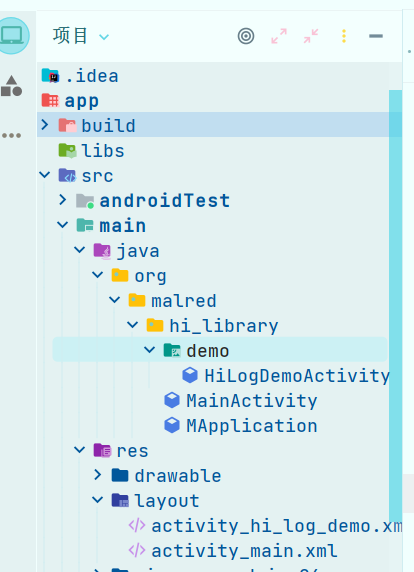 项目
.idea
app
build
libs
src
androidTest
main
java
org
malred
hi_library
demo
HiLogDemoActivity
MainActivity
MApplication
res
drawable
layout
activity_hi_log_demo.xm
activity_main.xml